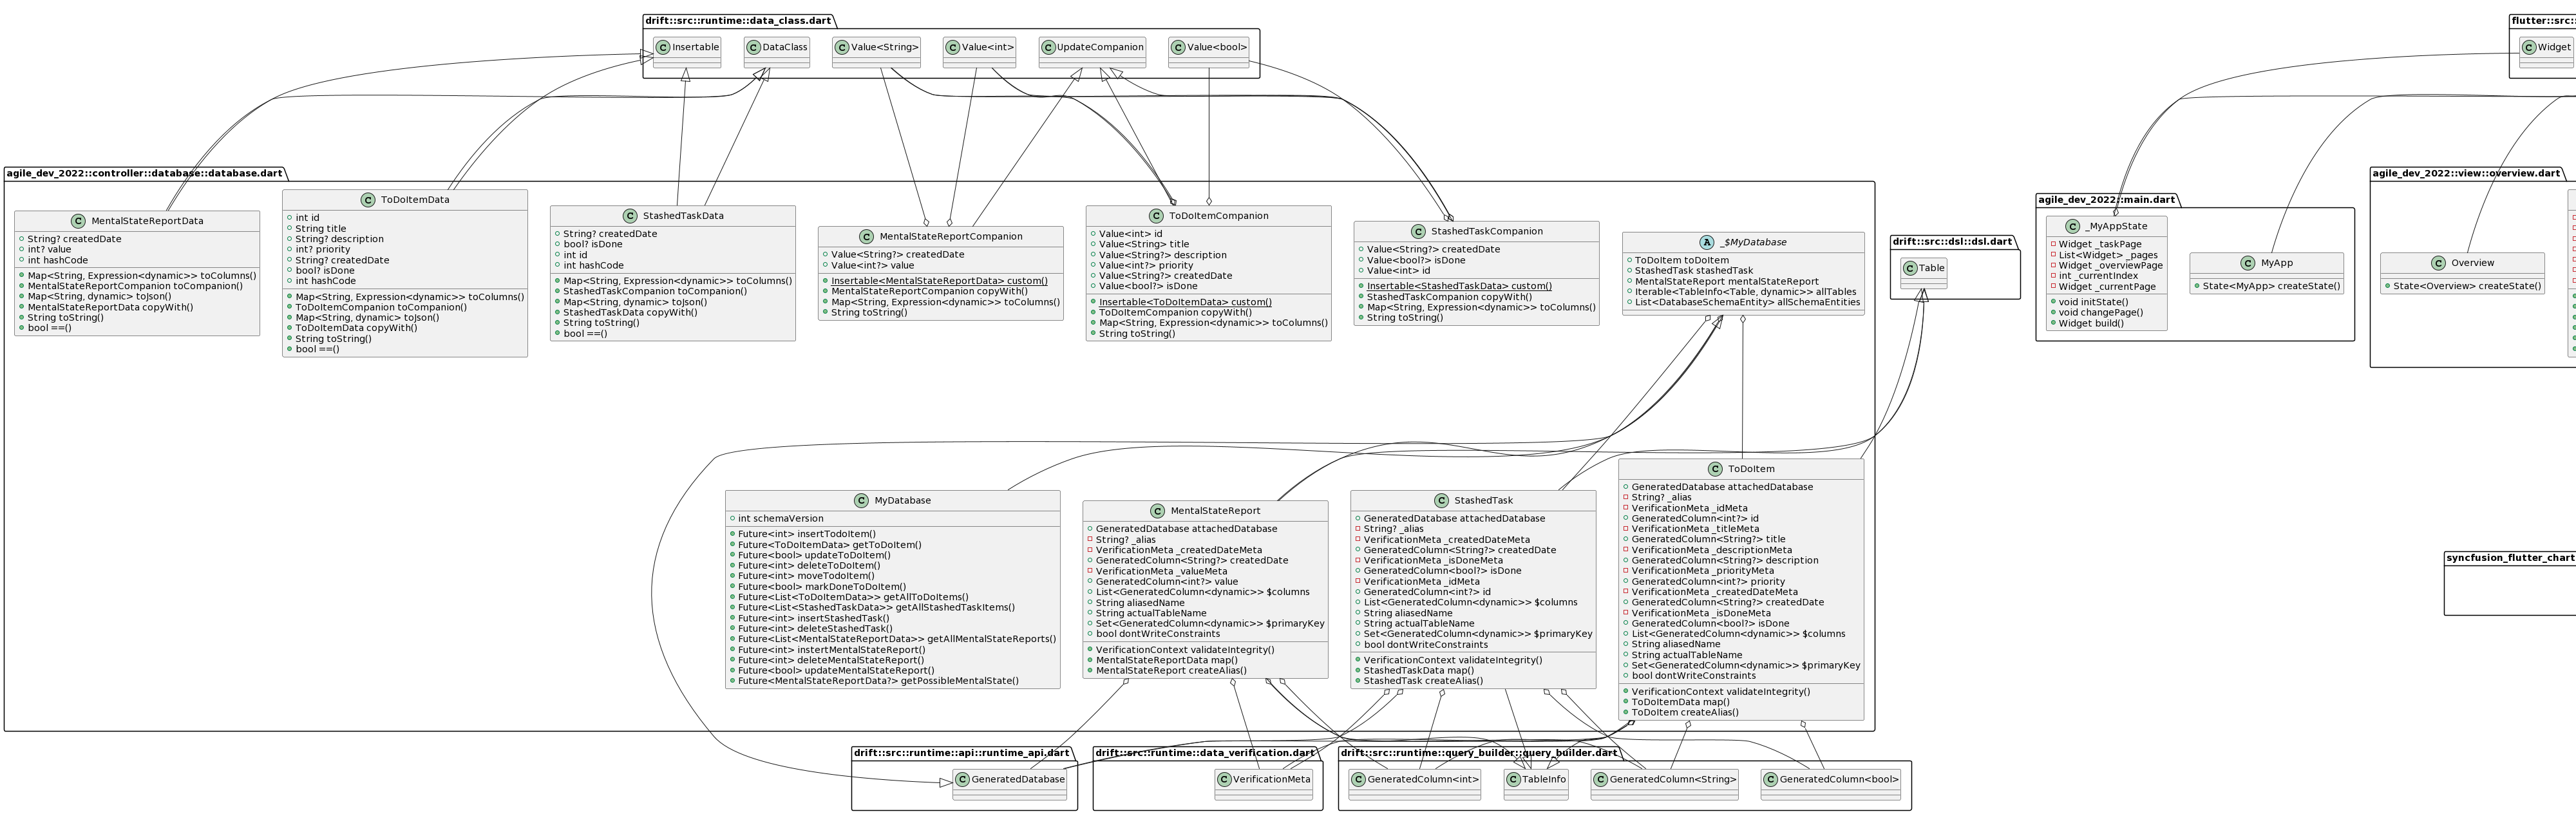 drift::src::runtime::data_class.dart
C Insertable
C DataClass
C Value<String>
C Value<int>
C UpdateCompanion
C Value<bool>
flutter::src::
C Widget
agile_dev_2022::controller::database::database.dart
C MentalStateReportData
String? createdDate
int? value
int hashCode
Map<String, Expression<dynamic>> toColumns()
MentalStateReportCompanion toCompanion()
Map<String, dynamic> toJson()
MentalStateReportData copyWith()
String toString()
bool ==()
C ToDoItemData
int id
String title
String? description
int? priority
String? createdDate
bool? isDone
int hashCode
Map<String, Expression<dynamic>> toColumns()
ToDoItemCompanion toCompanion()
Map<String, dynamic> toJson()
ToDoItemData copyWith()
String toString()
bool ==()
C StashedTaskData
String? createdDate
bool? isDone
int id
int hashCode
Map<String, Expression<dynamic>> toColumns()
StashedTaskCompanion toCompanion()
Map<String, dynamic> toJson()
StashedTaskData copyWith()
String toString()
bool ==()
C MentalStateReportCompanion
Value<String?> createdDate
Value<int?> value
Insertable<MentalStateReportData> custom()
MentalStateReportCompanion copyWith()
Map<String, Expression<dynamic>> toColumns()
String toString()
C ToDoItemCompanion
Value<int> id
Value<String> title
Value<String?> description
Value<int?> priority
Value<String?> createdDate
Value<bool?> isDone
Insertable<ToDoItemData> custom()
ToDoItemCompanion copyWith()
Map<String, Expression<dynamic>> toColumns()
String toString()
C StashedTaskCompanion
Value<String?> createdDate
Value<bool?> isDone
Value<int> id
Insertable<StashedTaskData> custom()
StashedTaskCompanion copyWith()
Map<String, Expression<dynamic>> toColumns()
String toString()
A _$MyDatabase
ToDoItem toDoItem
StashedTask stashedTask
MentalStateReport mentalStateReport
Iterable<TableInfo<Table, dynamic>> allTables
List<DatabaseSchemaEntity> allSchemaEntities
drift::src::dsl::dsl.dart
C Table
agile_dev_2022::main.dart
C _MyAppState
Widget _taskPage
List<Widget> _pages
Widget _overviewPage
int _currentIndex
Widget _currentPage
void initState()
void changePage()
Widget build()
C MyApp
State<MyApp> createState()
agile_dev_2022::view::overview.dart
C Overview
State<Overview> createState()
C MyDatabase
int schemaVersion
Future<int> insertTodoItem()
Future<ToDoItemData> getToDoItem()
Future<bool> updateToDoItem()
Future<int> deleteToDoItem()
Future<int> moveTodoItem()
Future<bool> markDoneToDoItem()
Future<List<ToDoItemData>> getAllToDoItems()
Future<List<StashedTaskData>> getAllStashedTaskItems()
Future<int> insertStashedTask()
Future<int> deleteStashedTask()
Future<List<MentalStateReportData>> getAllMentalStateReports()
Future<int> instertMentalStateReport()
Future<int> deleteMentalStateReport()
Future<bool> updateMentalStateReport()
Future<MentalStateReportData?> getPossibleMentalState()
C MentalStateReport
GeneratedDatabase attachedDatabase
String? _alias
VerificationMeta _createdDateMeta
GeneratedColumn<String?> createdDate
VerificationMeta _valueMeta
GeneratedColumn<int?> value
List<GeneratedColumn<dynamic>> $columns
String aliasedName
String actualTableName
Set<GeneratedColumn<dynamic>> $primaryKey
bool dontWriteConstraints
VerificationContext validateIntegrity()
MentalStateReportData map()
MentalStateReport createAlias()
C StashedTask
GeneratedDatabase attachedDatabase
String? _alias
VerificationMeta _createdDateMeta
GeneratedColumn<String?> createdDate
VerificationMeta _isDoneMeta
GeneratedColumn<bool?> isDone
VerificationMeta _idMeta
GeneratedColumn<int?> id
List<GeneratedColumn<dynamic>> $columns
String aliasedName
String actualTableName
Set<GeneratedColumn<dynamic>> $primaryKey
bool dontWriteConstraints
VerificationContext validateIntegrity()
StashedTaskData map()
StashedTask createAlias()
C ToDoItem
GeneratedDatabase attachedDatabase
String? _alias
VerificationMeta _idMeta
GeneratedColumn<int?> id
VerificationMeta _titleMeta
GeneratedColumn<String?> title
VerificationMeta _descriptionMeta
GeneratedColumn<String?> description
VerificationMeta _priorityMeta
GeneratedColumn<int?> priority
VerificationMeta _createdDateMeta
GeneratedColumn<String?> createdDate
VerificationMeta _isDoneMeta
GeneratedColumn<bool?> isDone
List<GeneratedColumn<dynamic>> $columns
String aliasedName
String actualTableName
Set<GeneratedColumn<dynamic>> $primaryKey
bool dontWriteConstraints
VerificationContext validateIntegrity()
ToDoItemData map()
ToDoItem createAlias()
syncfusion_flutter_chart
drift::src::runtime::api::runtime_api.dart
C GeneratedDatabase
drift::src::runtime::data_verification.dart
C VerificationMeta
drift::src::runtime::query_builder::query_builder.dart
C GeneratedColumn<int>
C TableInfo
C GeneratedColumn<String>
C GeneratedColumn<bool>